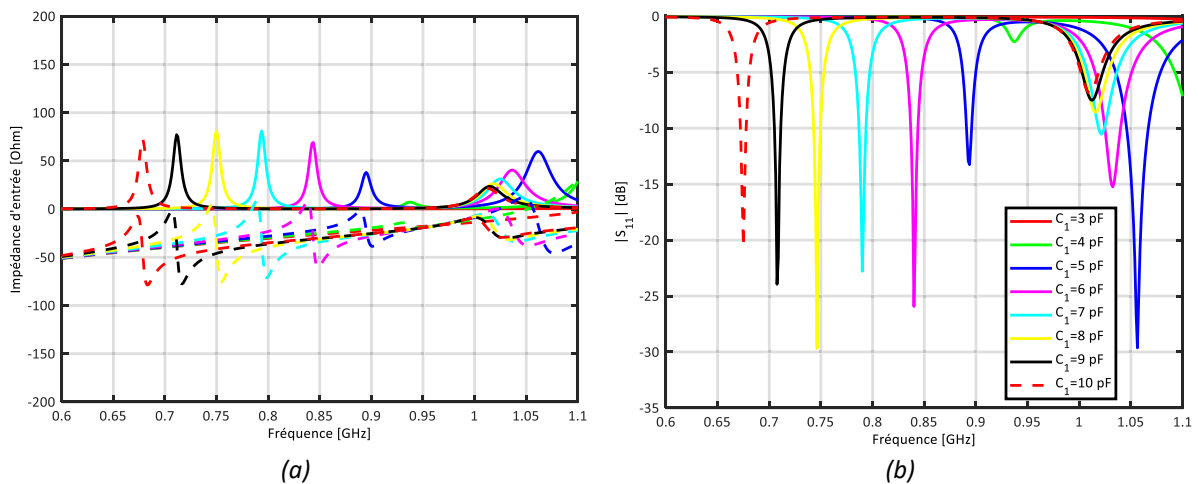 200
150
100
50
0
-50
-100
-150
-200
Impédance d'entrée [Ohm]
0.6 0.65 0.7 0.75 0.8 0.85 0.9 0.95 1 1.05 1.1
Fréquence [GHz]
(a)
0
-5
-10
-15
-20
-25
-30
-35
|S11| [dB]
C1=3 pF
C1=4 pF
C1=5 pF
C1=6 pF
C1=7 pF
C1=8 pF
C1=9 pF
C1=10 pF
0.6 0.65 0.7 0.75 0.8 0.85 0.9 0.95 1 1.05 1.1
Fréquence [GHz]
(b)